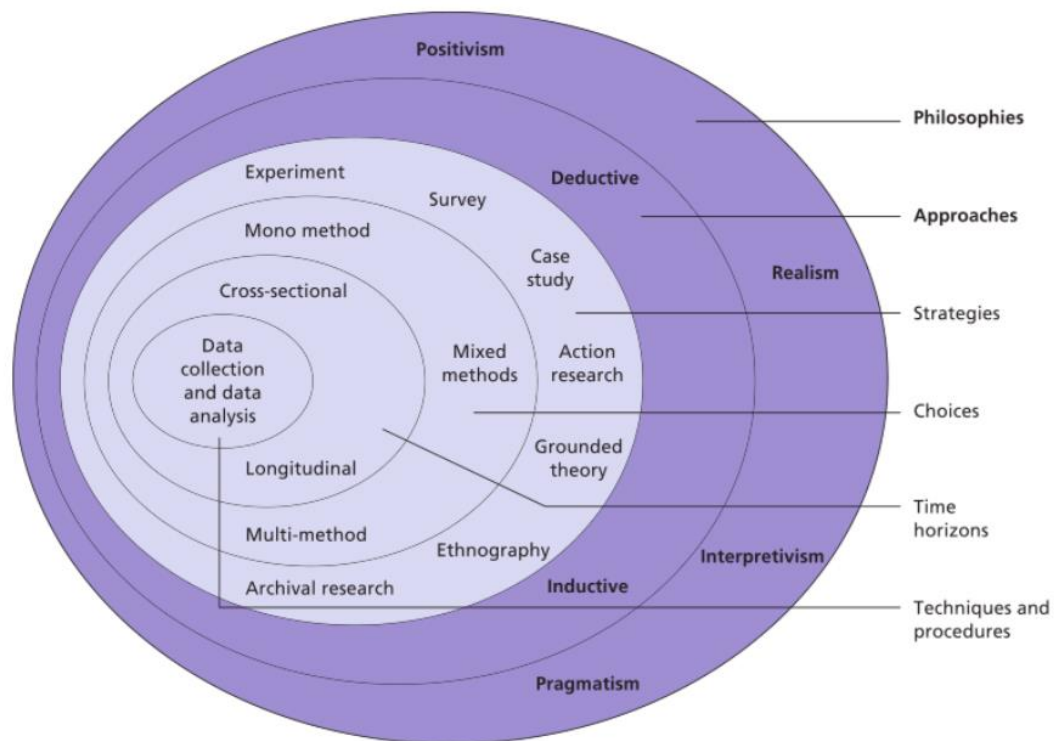 Positivism
Philosophies
Experiment
Deductive
Survey
Approaches
Mono method
Case
study
Realism
Cross-sectional
Strategies
Data
collection
and data
analysis
Mixed
methods
Action
research
Choices
Grounded
theory
Longitudinal
Time
horizons
Multi-method
Ethnography
Interpretivism
Archival research
Inductive
Techniques and
procedures
Pragmatism